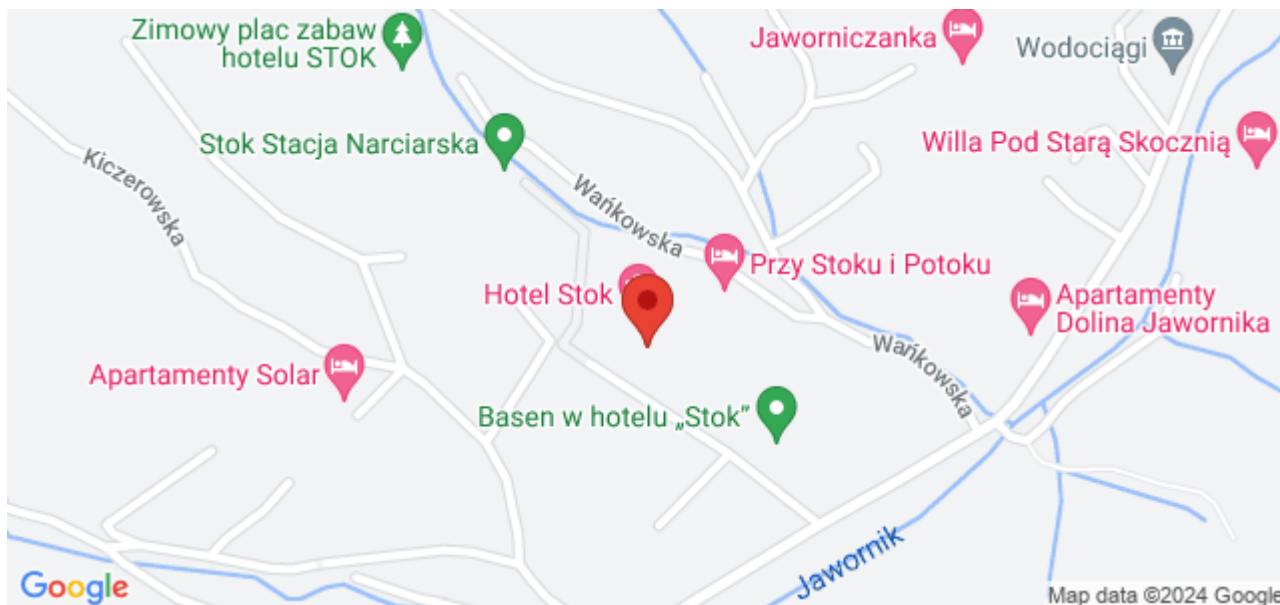 Zimowy plac zabaw
hotelu STOK
Jaworniczanka
Wodociągi
Stok Stacja Narciarska
Willa Pod Starą Skocznią
Kiczerowska
Wańkowska
Przy Stoku i Potoku
Hotel Stok
Apartamenty
Dolina Jawornika
Apartamenty Solar
Wańkowska
Basen w hotelu „Stok”
Jawornik
Google
Map data ©2024 Google